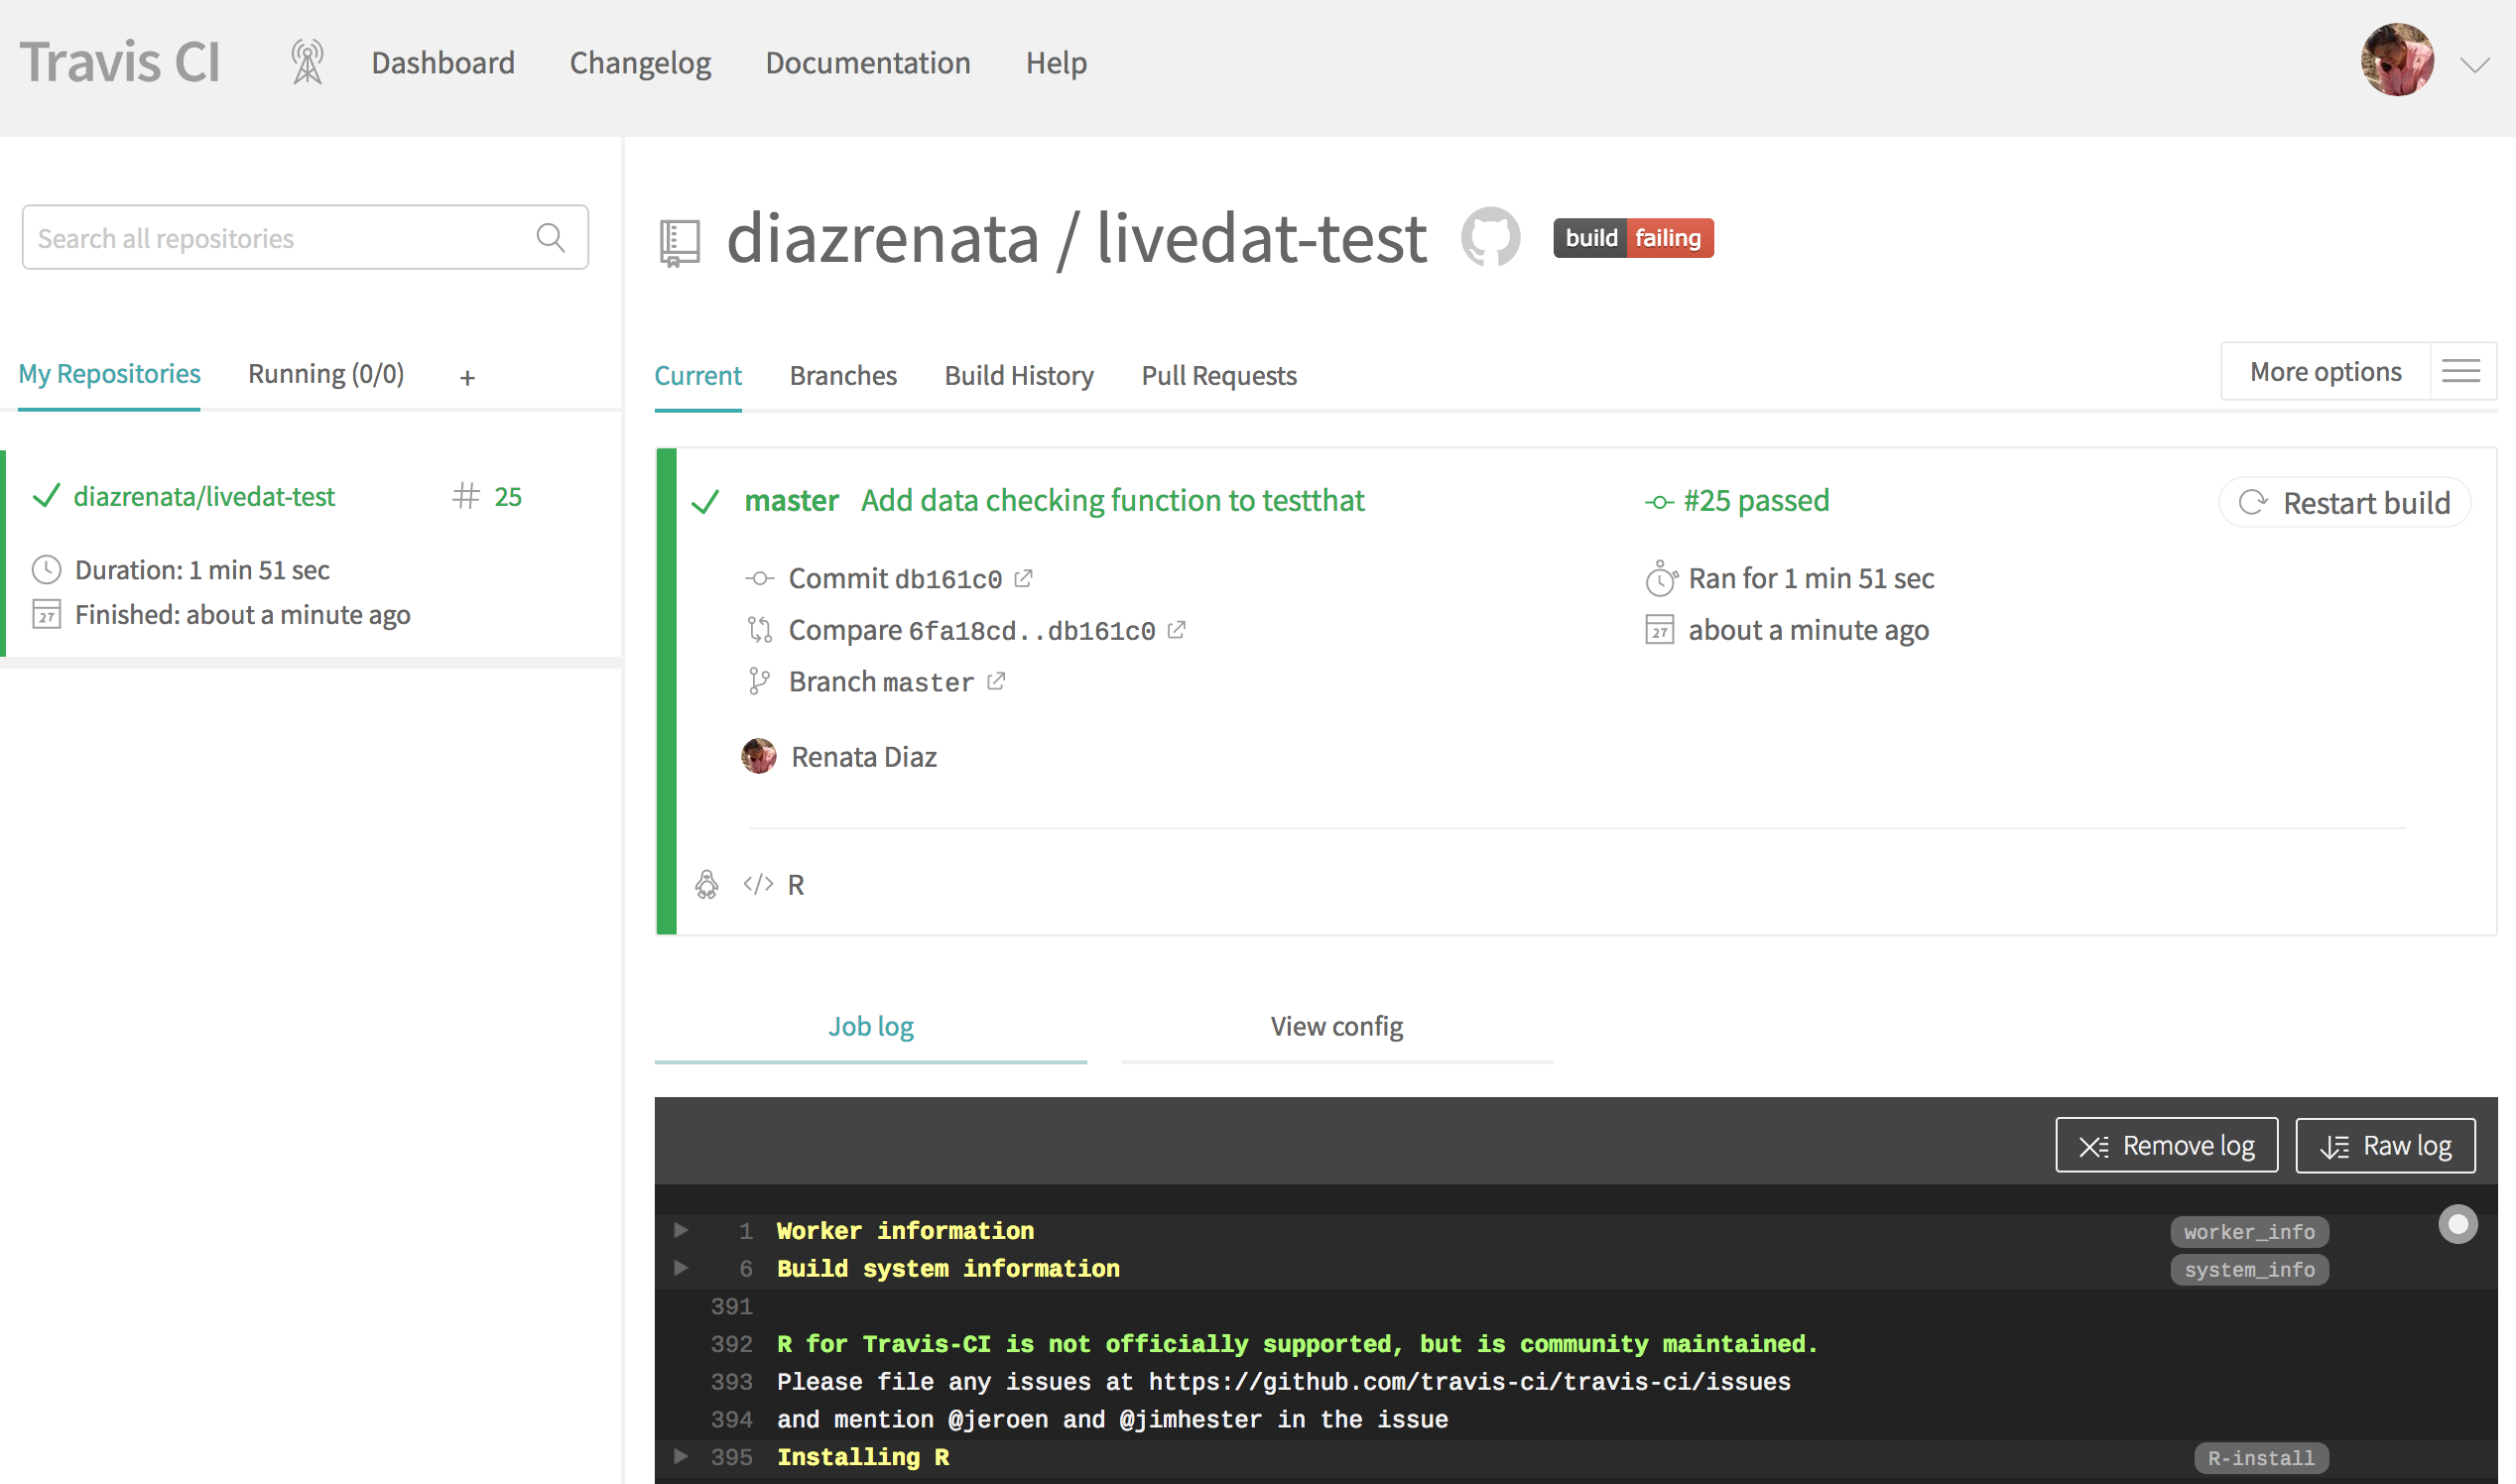 Travis CI
Dashboard
Changelog
Documentation
Help
Search all repositories
My Repositories
Running (0/0)
+
diazrenata/livedat-test
# 25
Duration: 1 min 51 sec
27 Finished: about a minute ago
diazrenata / livedat-test
build failing
Current
Branches
Build History
Pull Requests
More options
master Add data checking function to testthat
Commit db161c0
Compare 6fa18cd..db161c0
Branch master
Renata Diaz
#25 passed
Ran for 1 min 51 sec
27 about a minute ago
Restart build
</> R
Job log
View config
Remove log
Raw log
1 Worker information worker_info
6 Build system information system_info
391
392 R for Travis-CI is not officially supported, but is community maintained.
393 Please file any issues at https://github.com/travis-ci/travis-ci/issues
394 and mention @jeroen and @jimhester in the issue
395 Installing R R-install